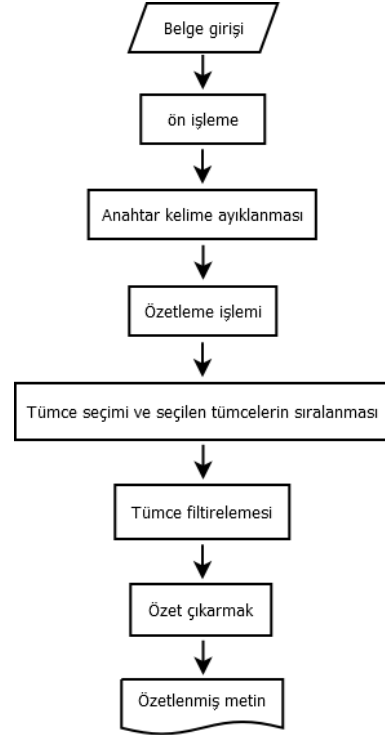 Belge girişi
ön işleme
Anahtar kelime ayıklanması
Özetleme işlemi
Tümce seçimi ve seçilen tümcelerin sıralanması
Tümce filtirelemesi
Özet çıkarmak
Özetlenmiş metin